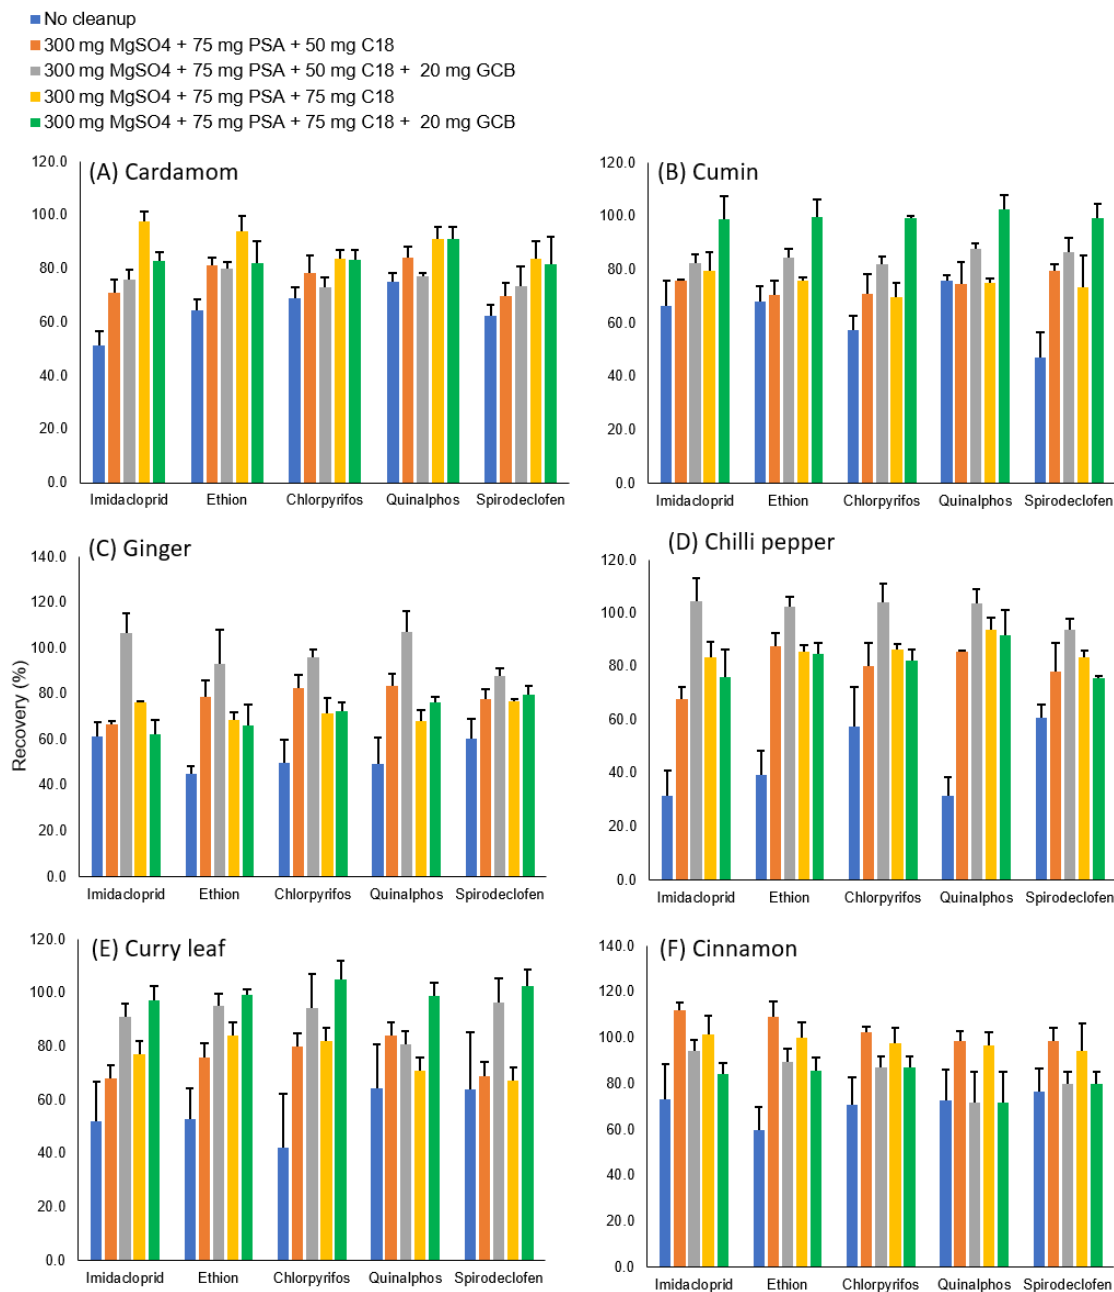 No cleanup
300 mg MgSO4 + 75 mg PSA + 50 mg C18
300 mg MgSO4 + 75 mg PSA + 50 mg C18 + 20 mg GCB
300 mg MgSO4 + 75 mg PSA + 75 mg C18
300 mg MgSO4 + 75 mg PSA + 75 mg C18 + 20 mg GCB
(A) Cardamom
120.0
100.0
80.0
60.0
40.0
20.0
0.0
Imidacloprid Ethion Chlorpyrifos Quinalphos Spirodeclofen
(B) Cumin
120.0
100.0
80.0
60.0
40.0
20.0
0.0
Imidacloprid Ethion Chlorpyrifos Quinalphos Spirodeclofen
(C) Ginger
Recovery (%)
140.0
120.0
100.0
80.0
60.0
40.0
20.0
0.0
Imidacloprid Ethion Chlorpyrifos Quinalphos Spirodeclofen
(D) Chilli pepper
120.0
100.0
80.0
60.0
40.0
20.0
0.0
Imidacloprid Ethion Chlorpyrifos Quinalphos Spirodeclofen
(E) Curry leaf
120.0
100.0
80.0
60.0
40.0
20.0
0.0
Imidacloprid Ethion Chlorpyrifos Quinalphos Spirodeclofen
(F) Cinnamon
140.0
120.0
100.0
80.0
60.0
40.0
20.0
0.0
Imidacloprid Ethion Chlorpyrifos Quinalphos Spirodeclofen